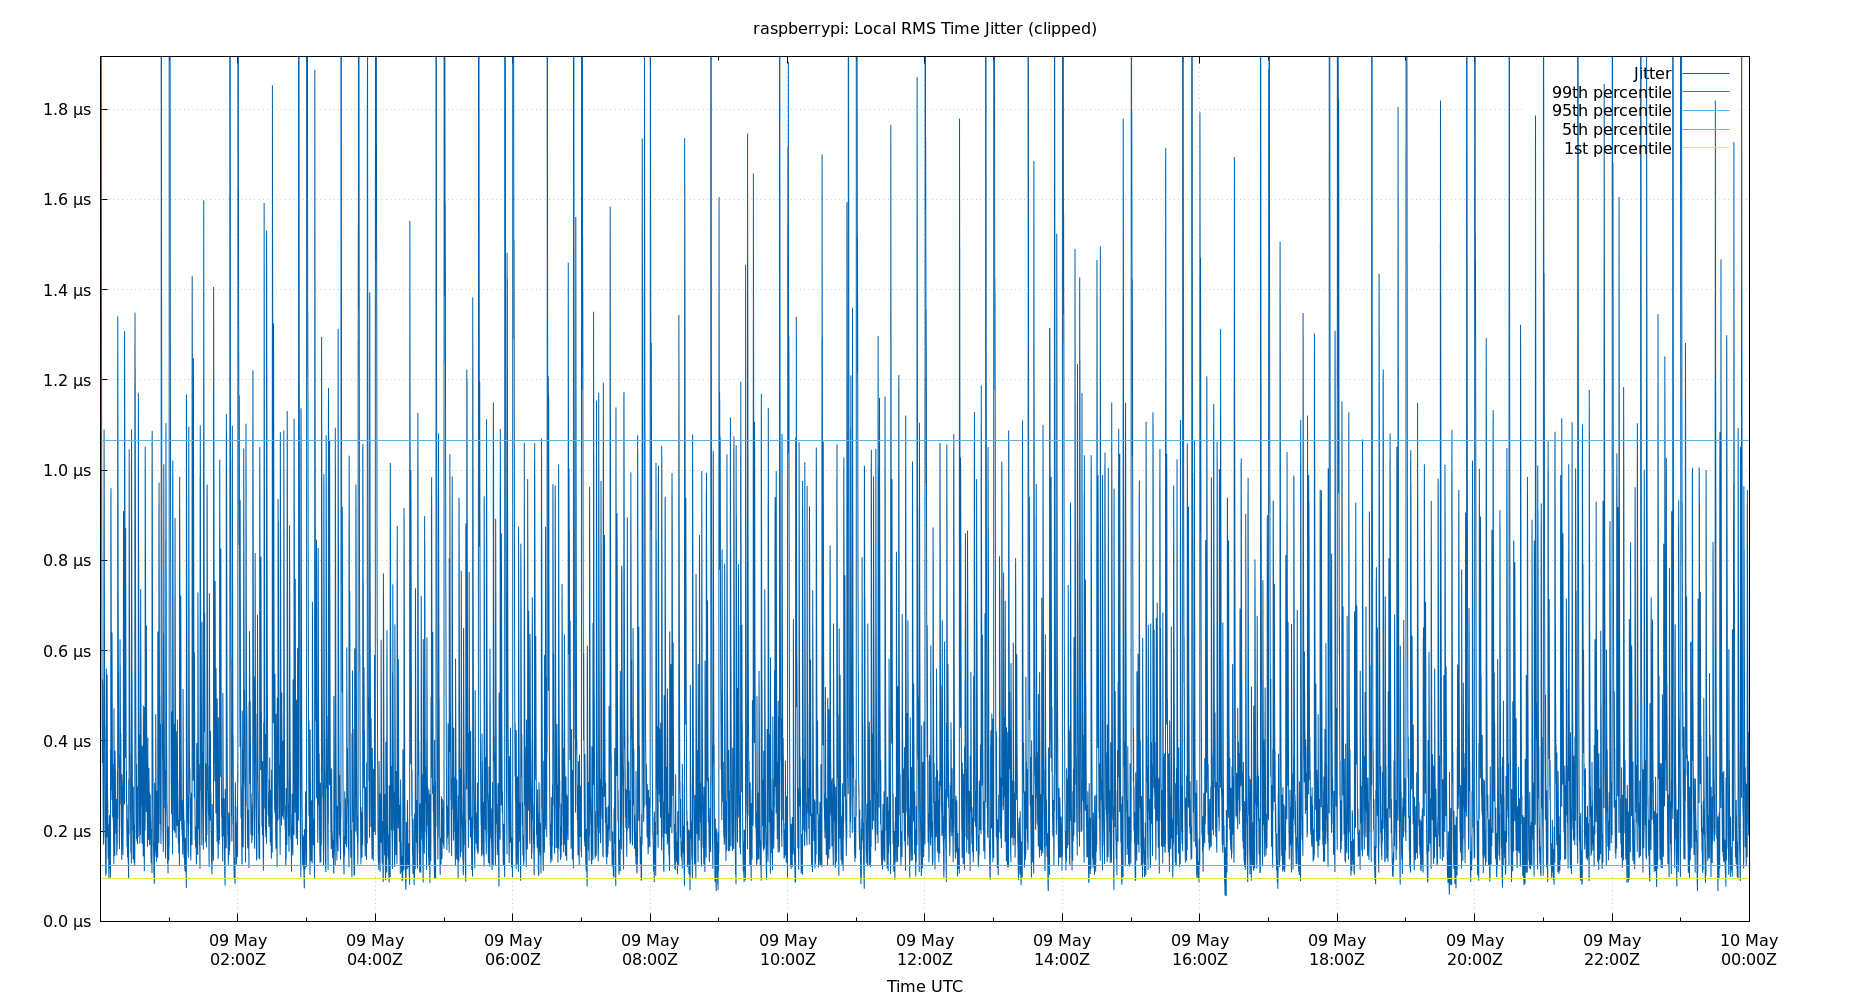 raspberrypi: Local RMS Time Jitter (clipped)
Jitter
99th percentile
95th percentile
5th percentile
1st percentile
1.8 µs
1.6 µs
1.4 µs
1.2 µs
1.0 µs
0.8 µs
0.6 µs
0.4 µs
0.2 µs
0.0 µs
09 May 09 May 09 May 09 May 09 May 09 May 09 May 09 May 09 May 09 May 09 May 10 May
02:00Z 04:00Z 06:00Z 08:00Z 10:00Z 12:00Z 14:00Z 16:00Z 18:00Z 20:00Z 22:00Z 00:00Z
Time UTC